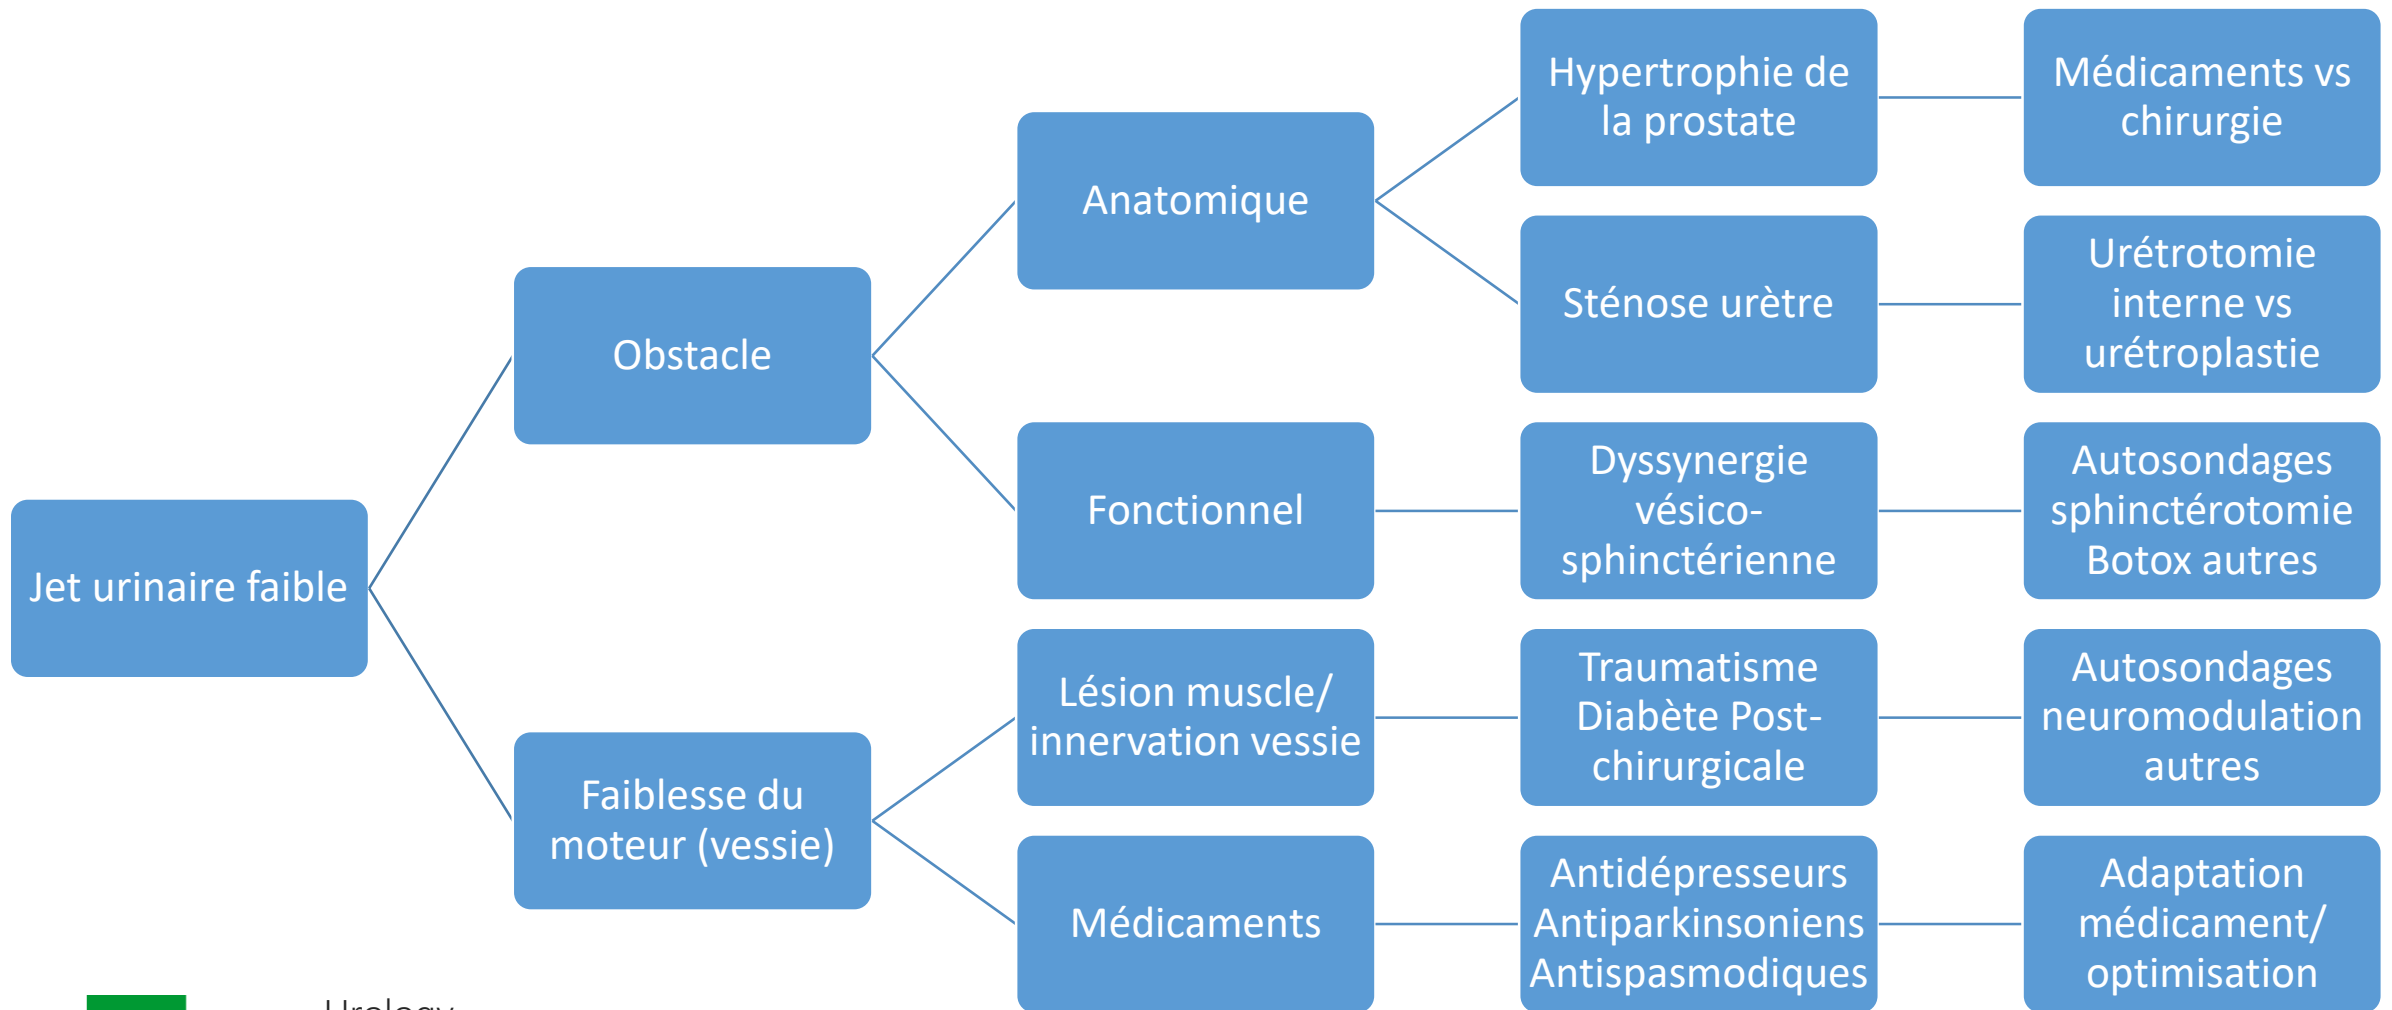 Jet urinaire faible
Obstacle
Anatomique
Hypertrophie de
la prostate
Médicaments vs
chirurgie
Sténose urètre
Urétrotomie
interne vs
urétroplastie
Fonctionnel
Dyssynergie
vésico-
sphinctérienne
Autosondages
sphinctérotomie
Botox autres
Faiblesse du
moteur (vessie)
Lésion muscle/
innervation vessie
Traumatisme
Diabète Post-
chirurgicale
Autosondages
neuromodulation
autres
Médicaments
Antidépresseurs
Antiparkinsoniens
Antispasmodiques
Adaptation
médicament/
optimisation
Urology